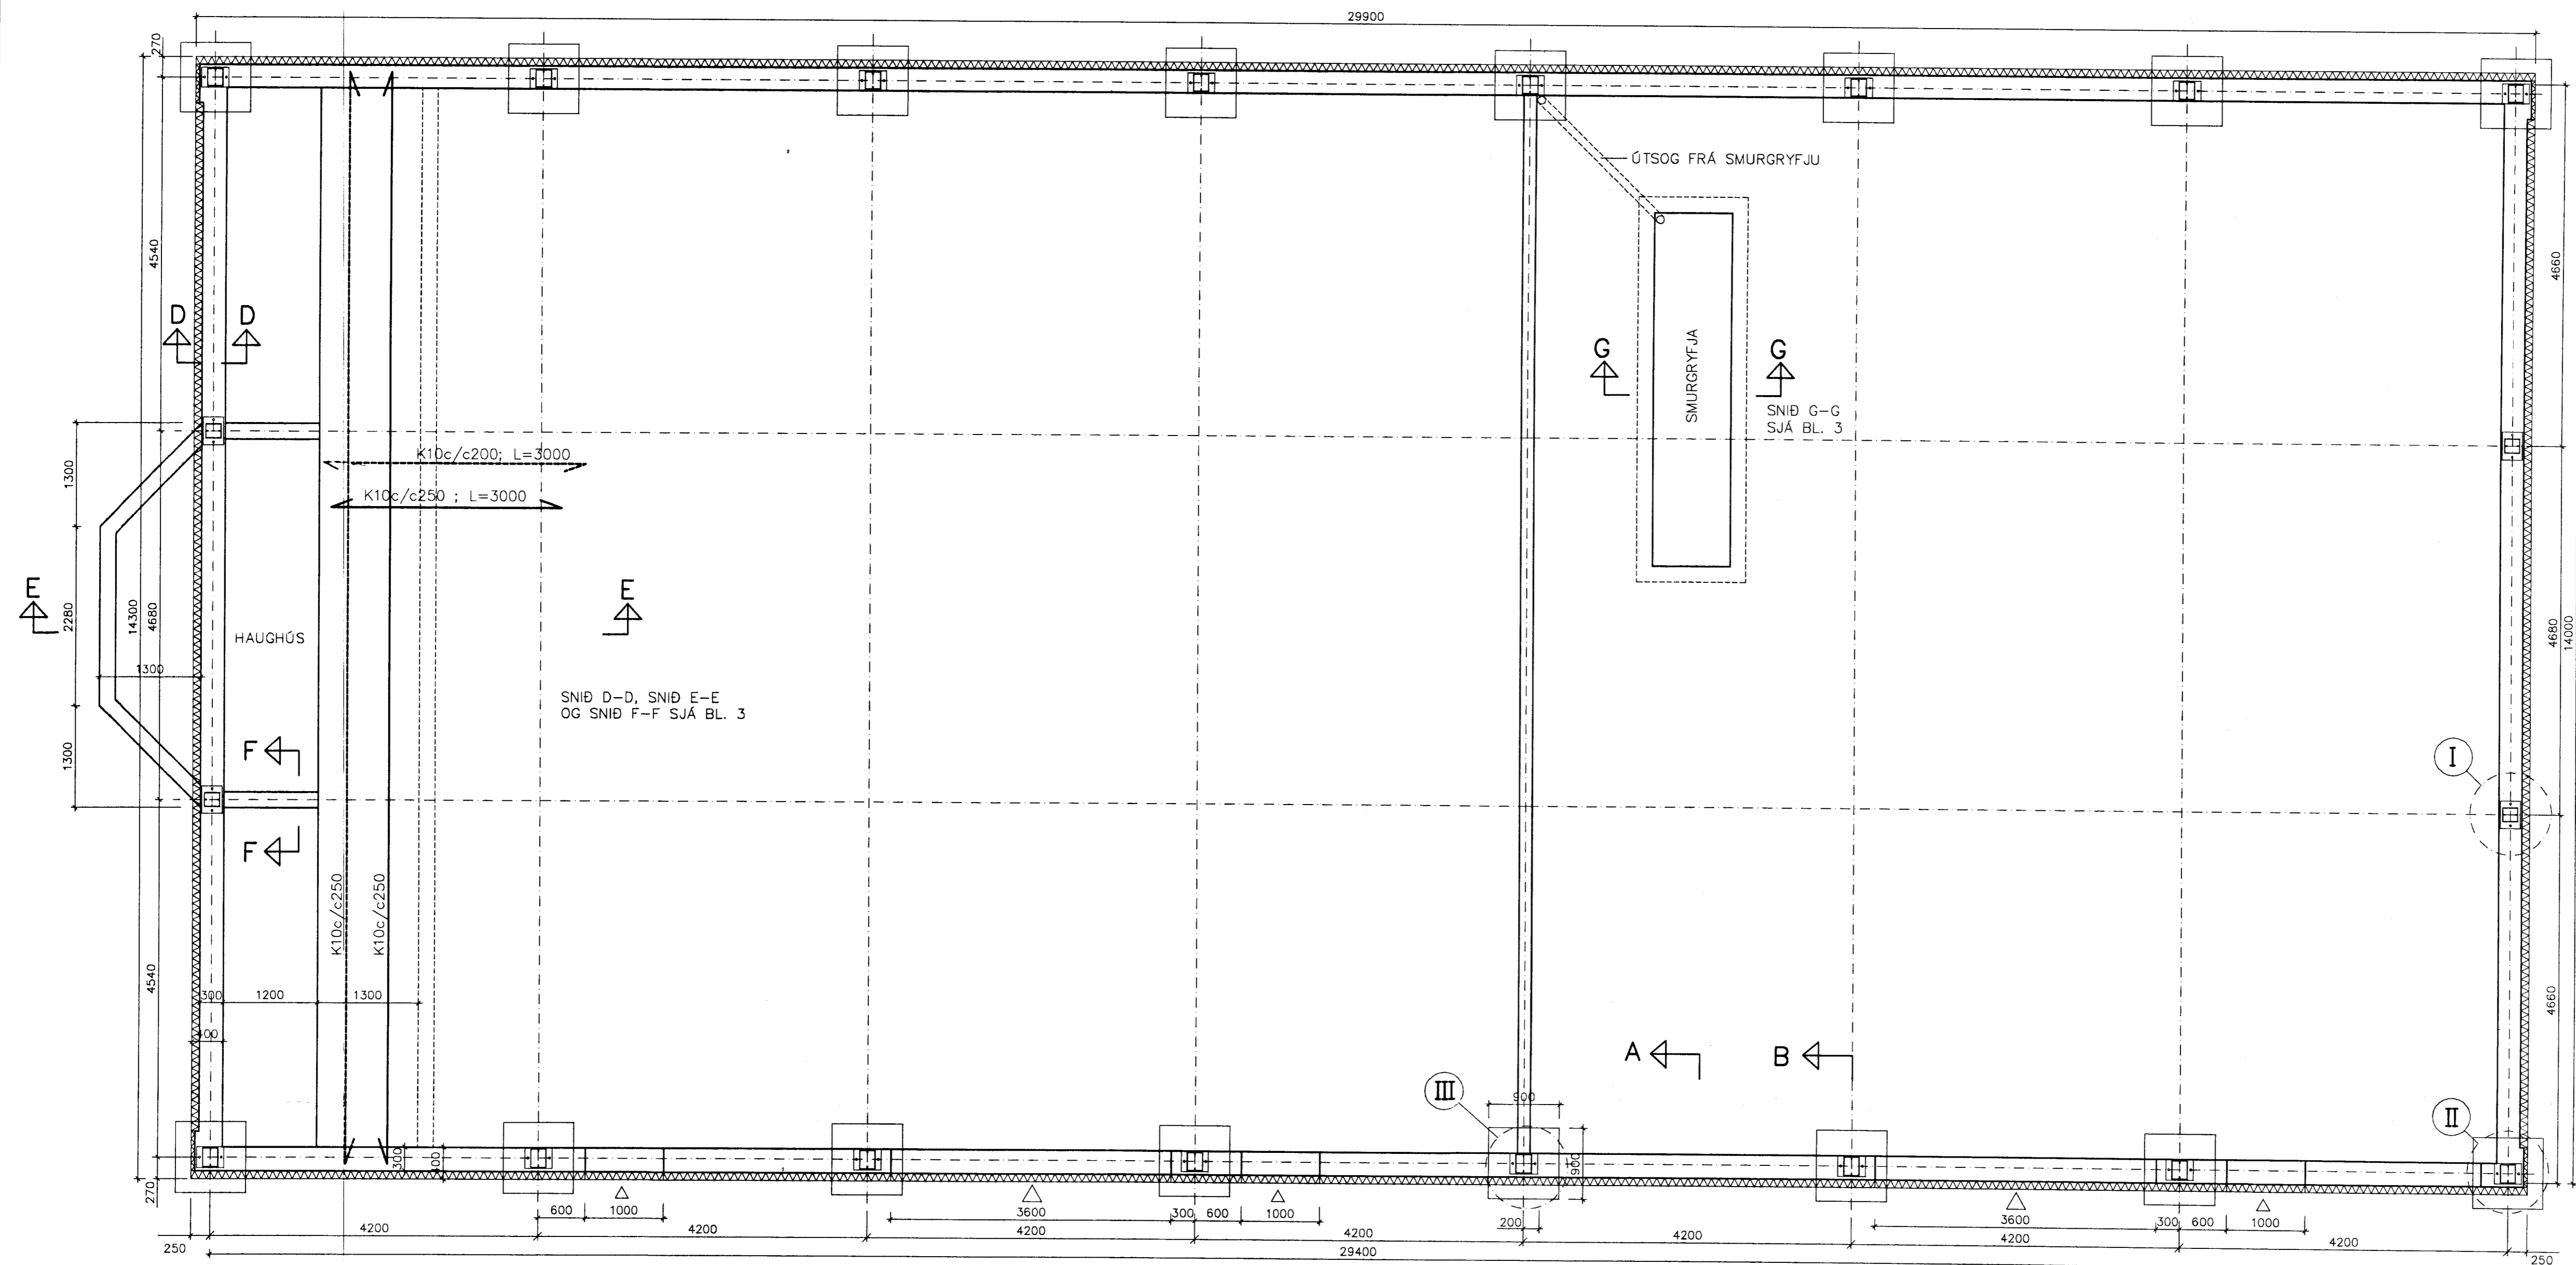 29900
270
4540
ÚTSOG FRÁ SMURGRYFJU
4660
D
D
G
G
SMURGRYFJA
SNIÐ G-G
SJÁ BL. 3
1300
K10c/c200; L=3000
K10c/c250 ; L=3000
E
E
2280
14300
4680
HAUGHÚS
4680
14000
1300
SNIÐ D-D, SNIÐ E-E
OG SNIÐ F-F SJÁ BL. 3
F
F
1300
I
K10c/c250
K10c/c250
4540
300
1200
1300
400
4660
A
B
III
900
II
300
400
900
270
600
1000
3600
300
600
1000
200
3600
300
600
1000
4200
4200
4200
4200
4200
4200
4200
250
29400
250